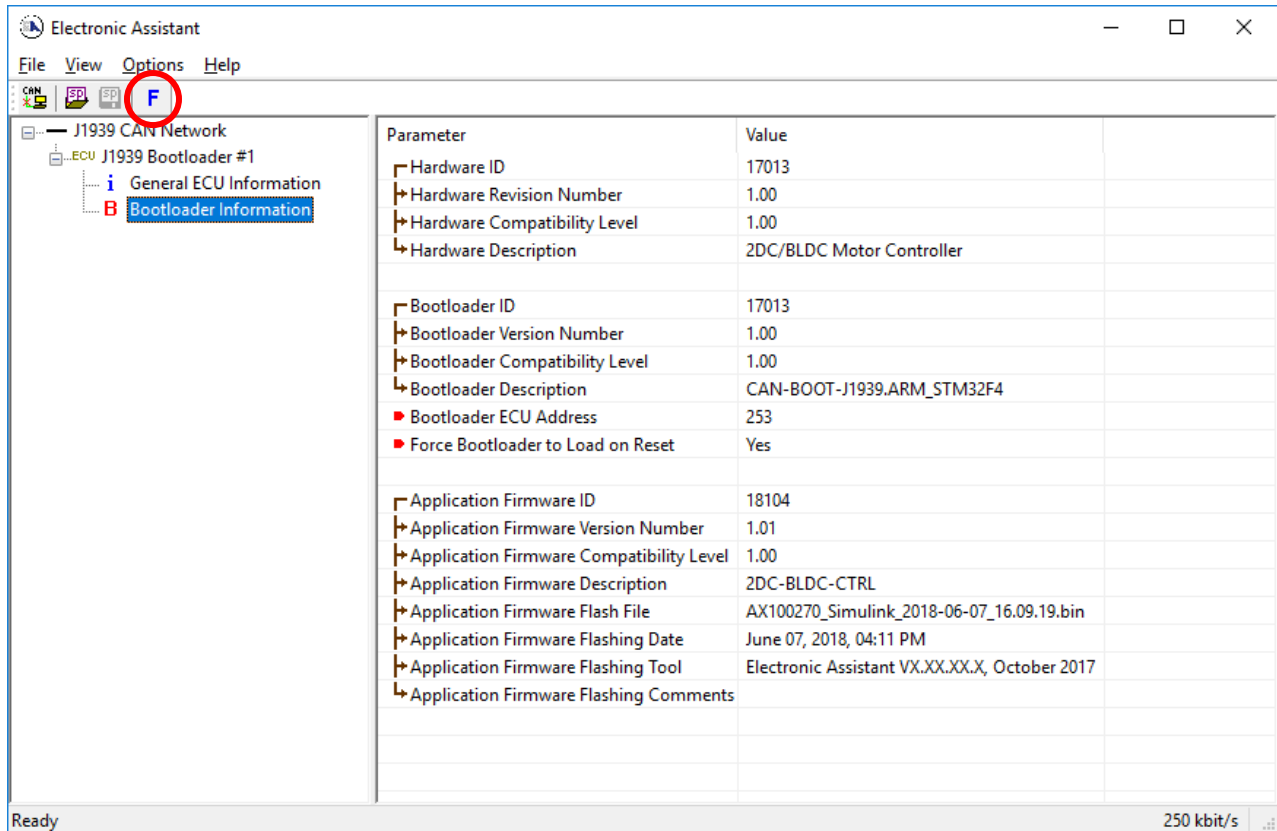 Electronic Assistant
File View Options Help
CAN SP SP F
J1939 CAN Network
ECU J1939 Bootloader #1
i General ECU Information
B Bootloader Information
Parameter Value
Hardware ID 17013
Hardware Revision Number 1.00
Hardware Compatibility Level 1.00
Hardware Description 2DC/BLDC Motor Controller
Bootloader ID 17013
Bootloader Version Number 1.00
Bootloader Compatibility Level 1.00
Bootloader Description CAN-BOOT-J1939.ARM_STM32F4
Bootloader ECU Address 253
Force Bootloader to Load on Reset Yes
Application Firmware ID 18104
Application Firmware Version Number 1.01
Application Firmware Compatibility Level 1.00
Application Firmware Description 2DC-BLDC-CTRL
Application Firmware Flash File AX100270_Simulink_2018-06-07_16.09.19.bin
Application Firmware Flashing Date June 07, 2018, 04:11 PM
Application Firmware Flashing Tool Electronic Assistant VX.XX.XX.X, October 2017
Application Firmware Flashing Comments
Ready 250 kbit/s